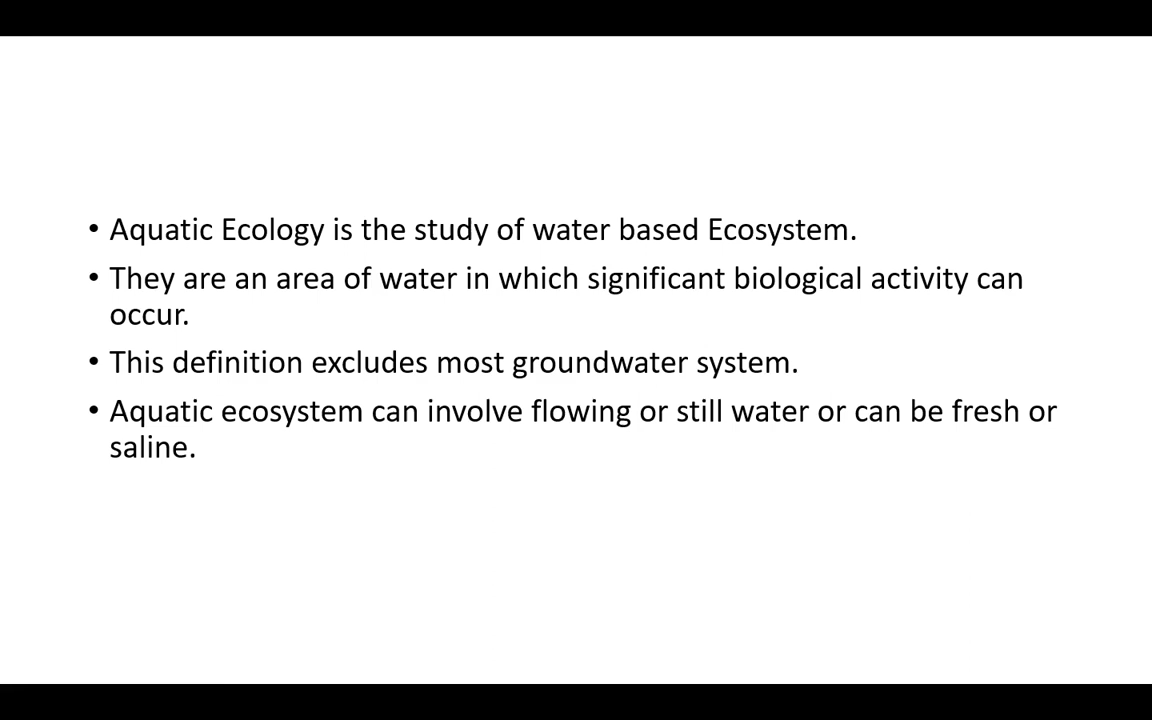 • Aquatic Ecology is the study of water based Ecosystem.
• They are an area of water in which significant biological activity can
occur.
• This definition excludes most groundwater system.
• Aquatic ecosystem can involve flowing or still water or can be fresh or
saline.